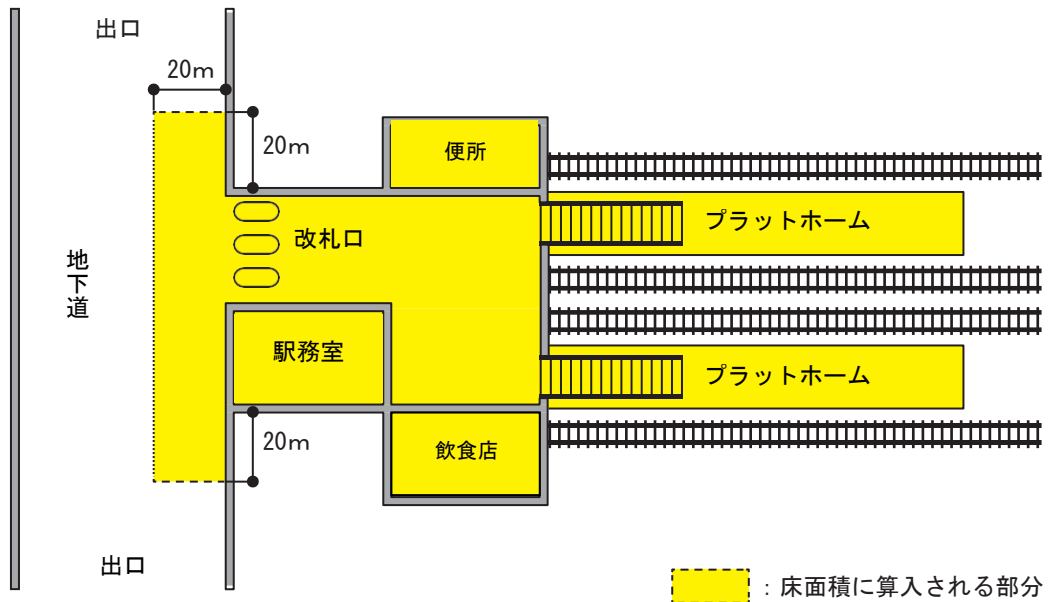 出口
20m
20m
便所
プラットホーム
改札口
地下道
駅務室
プラットホーム
20m
飲食店
出口
：床面積に算入される部分